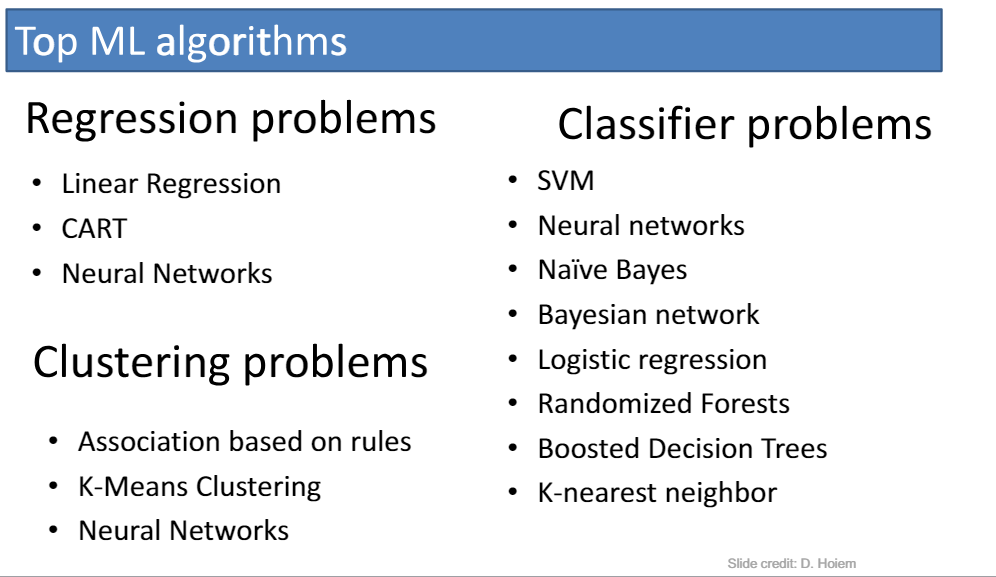 Top ML algorithms
Regression problems
• Linear Regression
• CART
• Neural Networks
Clustering problems
• Association based on rules
• K-Means Clustering
• Neural Networks
Classifier problems
• SVM
• Neural networks
• Naïve Bayes
• Bayesian network
• Logistic regression
• Randomized Forests
• Boosted Decision Trees
• K-nearest neighbor
Slide credit: D. Hoiem